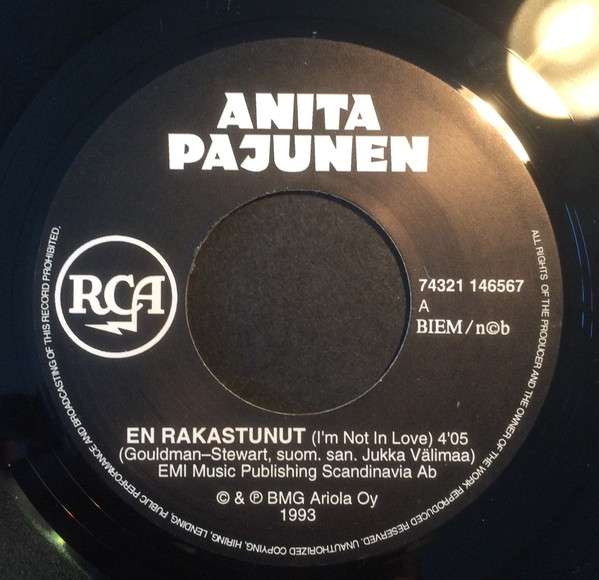 ANITA
PAJUNEN
RCA
74321 146567
A
BIEM/n©b
EN RAKASTUNUT (I'm Not In Love) 4'05
(Gouldman–Stewart, suom. san. Jukka Välimaa)
EMI Music Publishing Scandinavia Ab
© & ℗ BMG Ariola Oy
1993
ALL RIGHTS OF THE PRODUCER AND THE OWNER OF THE WORK REPRODUCED RESERVED. UNAUTHORIZED COPYING, HIRING, LENDING, PUBLIC PERFORMANCE AND BROADCASTING OF THIS RECORD PROHIBITED.